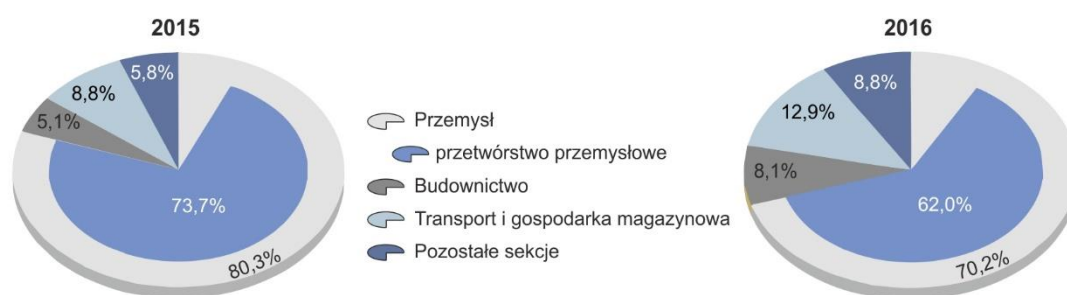 2015
5,8%
8,8%
5,1%
73,7%
80,3%
Przemysł
przetwórstwo przemysłowe
Budownictwo
Transport i gospodarka magazynowa
Pozostałe sekcje
2016
8,8%
12,9%
8,1%
62,0%
70,2%